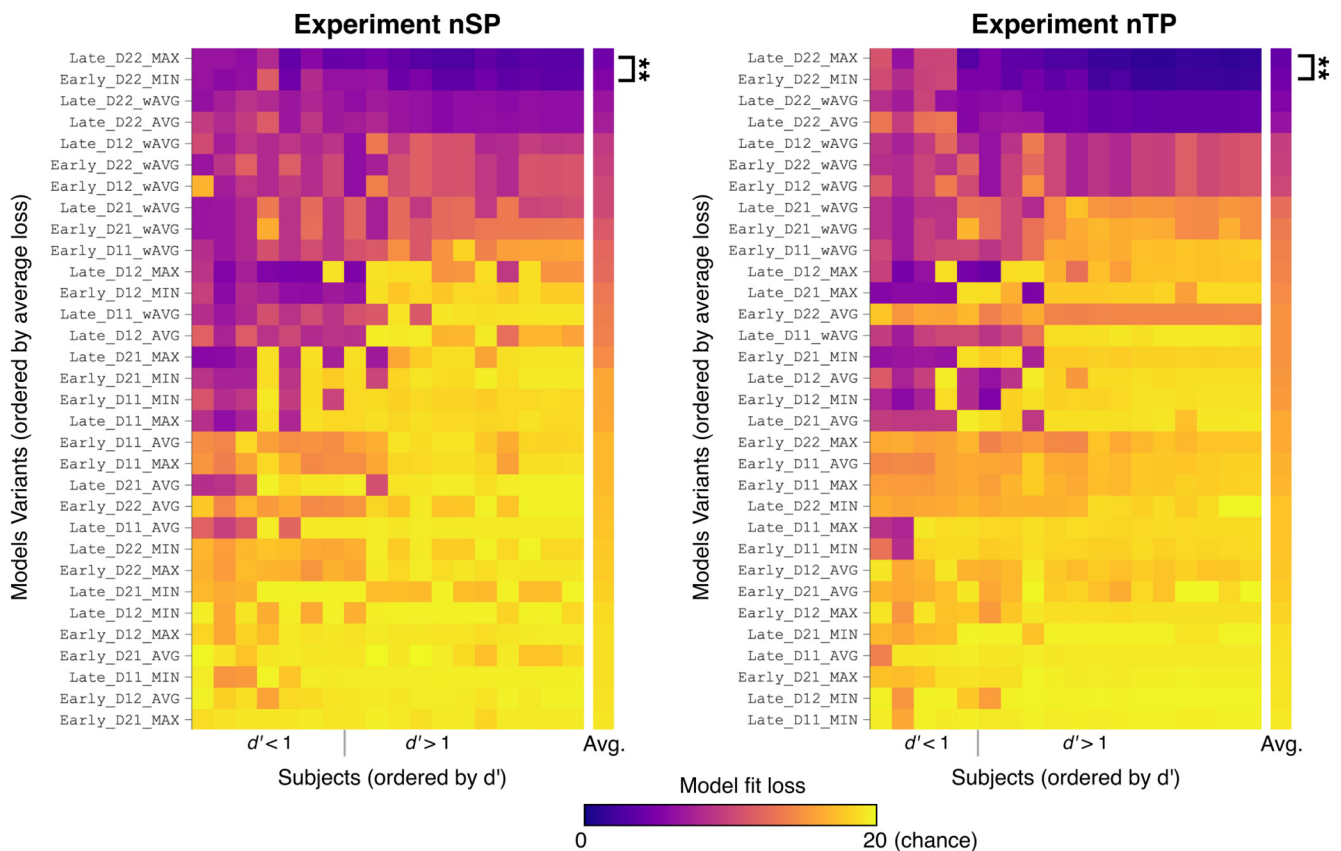 Experiment nSP
Models Variants (ordered by average loss)
Late_D22_MAX
Early_D22_MIN
Late_D22_wAVG
Late_D22_AVG
Late_D12_wAVG
Early_D22_wAVG
Early_D12_wAVG
Late_D21_wAVG
Early_D21_wAVG
Early_D11_wAVG
Late_D12_MAX
Early_D12_MIN
Late_D11_wAVG
Late_D12_AVG
Late_D21_MAX
Early_D21_MIN
Early_D11_MIN
Late_D11_MAX
Early_D11_AVG
Early_D11_MAX
Late_D21_AVG
Early_D22_AVG
Late_D11_AVG
Late_D22_MIN
Early_D22_MAX
Late_D21_MIN
Late_D12_MIN
Early_D12_MAX
Early_D21_AVG
Late_D11_MIN
Early_D12_AVG
Early_D21_MAX
**
d'< 1 d'> 1 Avg.
Subjects (ordered by d')
Experiment nTP
Models Variants (ordered by average loss)
Late_D22_MAX
Early_D22_MIN
Late_D22_wAVG
Late_D22_AVG
Late_D12_wAVG
Early_D22_wAVG
Early_D12_wAVG
Late_D21_wAVG
Early_D21_wAVG
Early_D11_wAVG
Late_D12_MAX
Late_D21_MAX
Early_D22_AVG
Late_D11_wAVG
Early_D21_MIN
Late_D12_AVG
Early_D12_MIN
Late_D21_AVG
Early_D22_MAX
Early_D11_AVG
Early_D11_MAX
Late_D22_MIN
Late_D11_MAX
Early_D11_MIN
Early_D12_AVG
Early_D21_AVG
Early_D12_MAX
Late_D21_MIN
Late_D11_AVG
Early_D21_MAX
Late_D12_MIN
Late_D11_MIN
**
d'< 1 d'> 1 Avg.
Subjects (ordered by d')
Model fit loss
0 20 (chance)